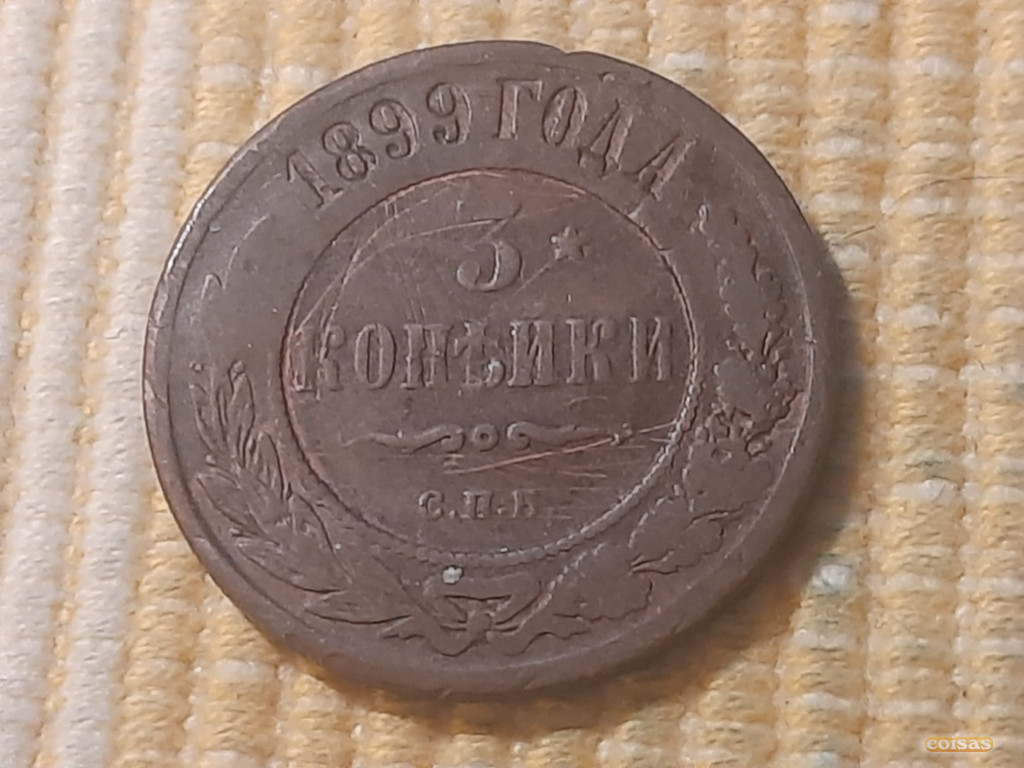 1899 ГОДА
3 *
КОПѢЙКИ
С.П.Б
coisas